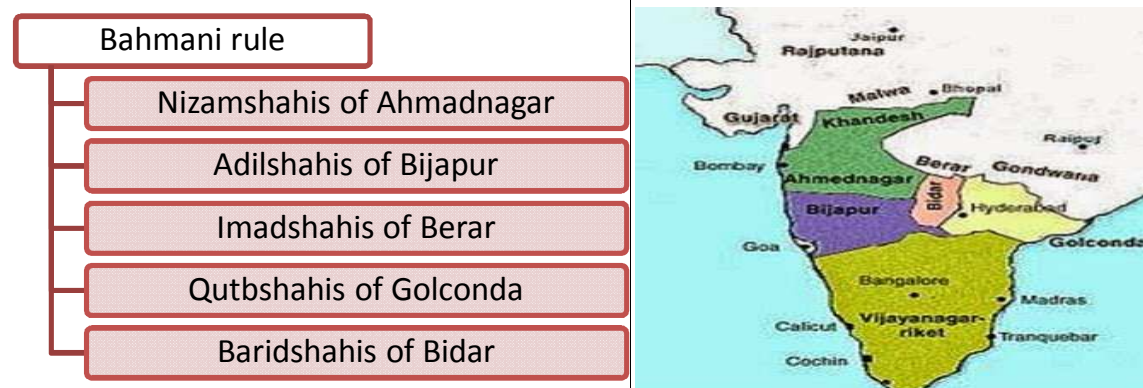 Bahmani rule
Nizamshahis of Ahmadnagar
Adilshahis of Bijapur
Imadshahis of Berar
Qutbshahis of Golconda
Baridshahis of Bidar
Jaipur
Rajputana
Malwa
Bhopal
Gujarat
Khandesh
Raipur
Bombay
Berar
Gondwana
Ahmednagar
Bidar
Bijapur
Hyderabad
Goa
Golconda
Bangalore
Madras
Calicut
Vijayanagar-
riket
Tranquebar
Cochin